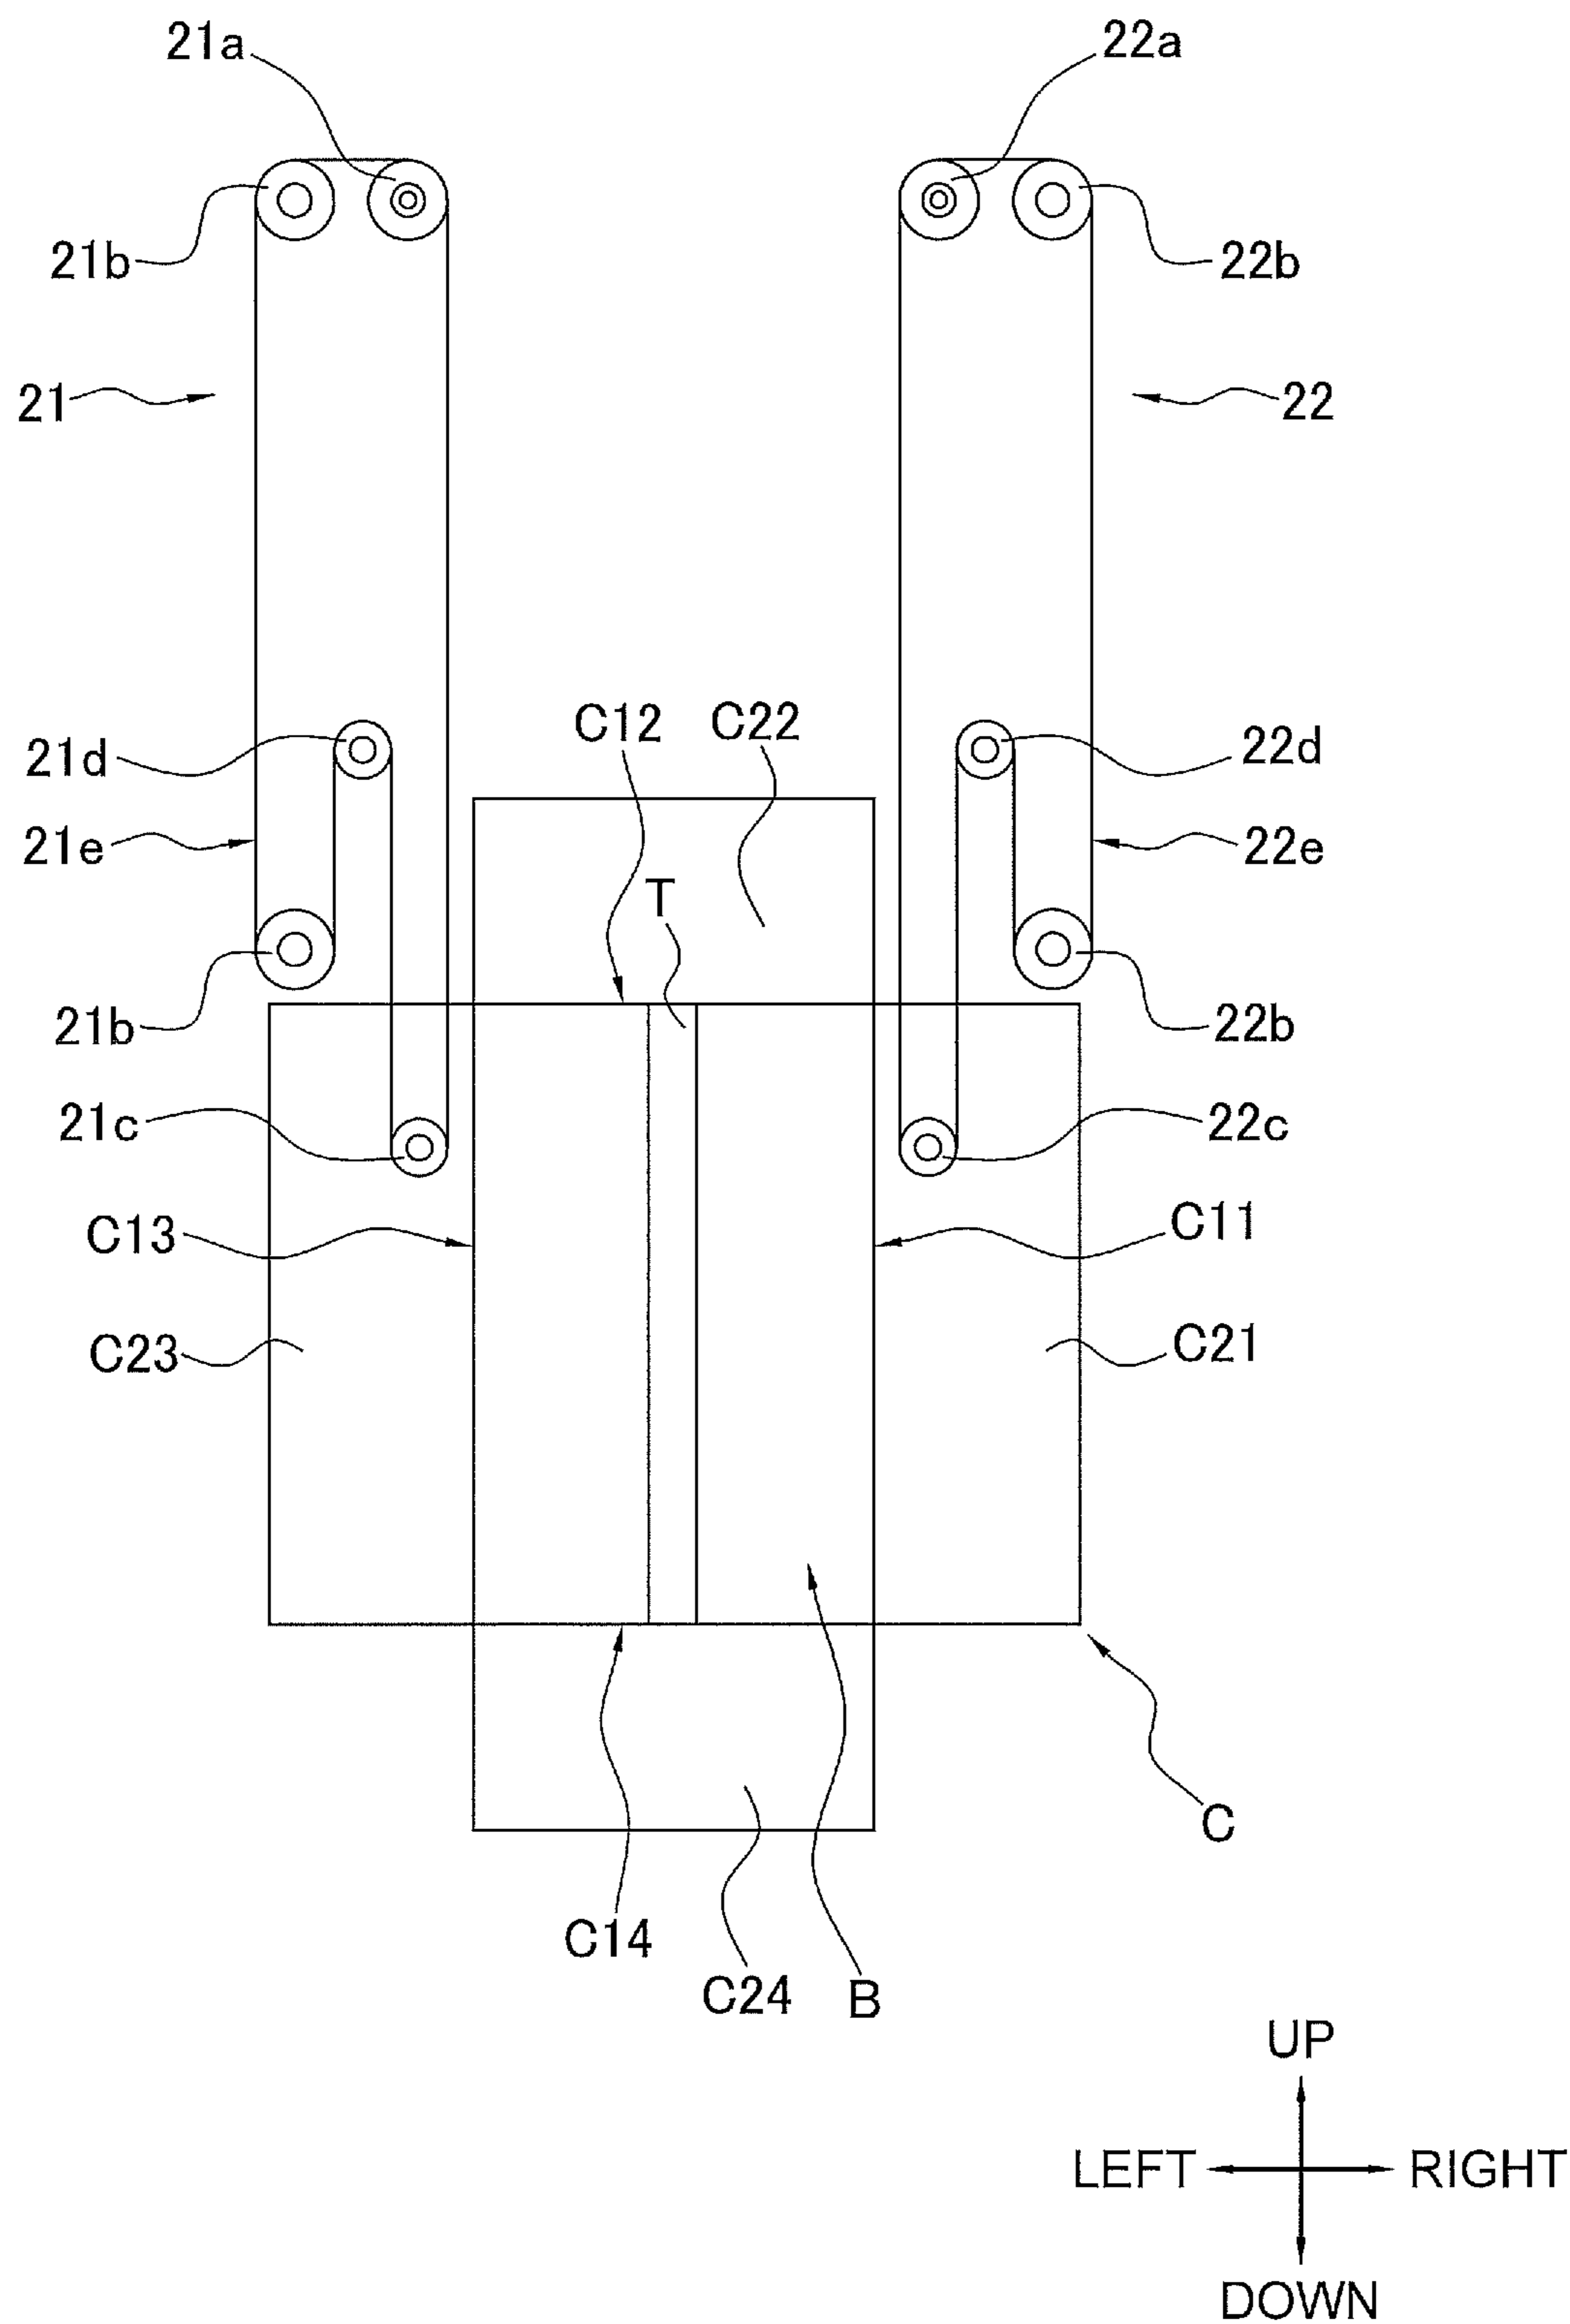 21a
22a
21b
22b
21
22
C12
C22
21d
22d
21e
22e
T
21b
22b
21c
22c
C13
C11
C23
C21
C
C14
C24
B
UP
LEFT
RIGHT
DOWN